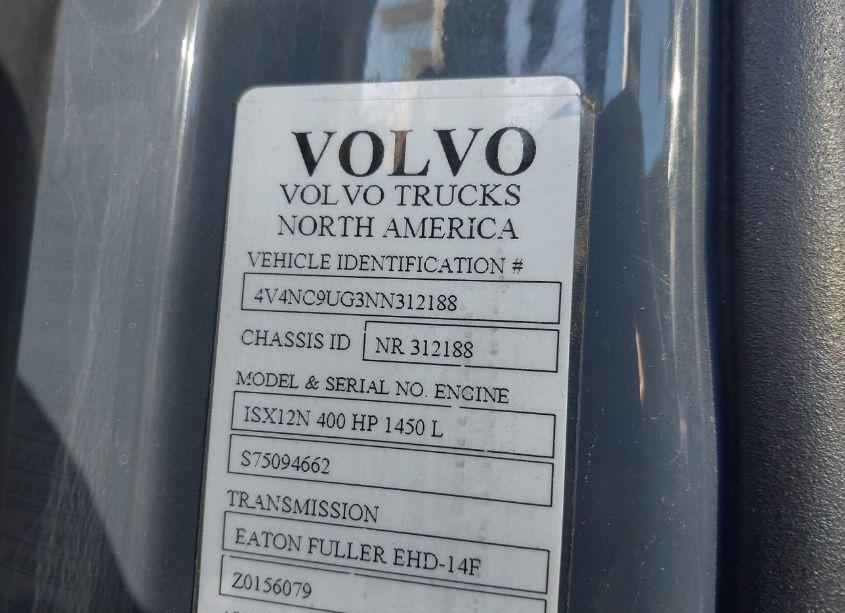 VOLVO
VOLVO TRUCKS
NORTH AMERICA
VEHICLE IDENTIFICATION #
4V4NC9UG3NN312188
CHASSIS ID NR 312188
MODEL & SERIAL NO. ENGINE
ISX12N 400 HP 1450 L
S75094662
TRANSMISSION
EATON FULLER EHD-14F
Z0156079